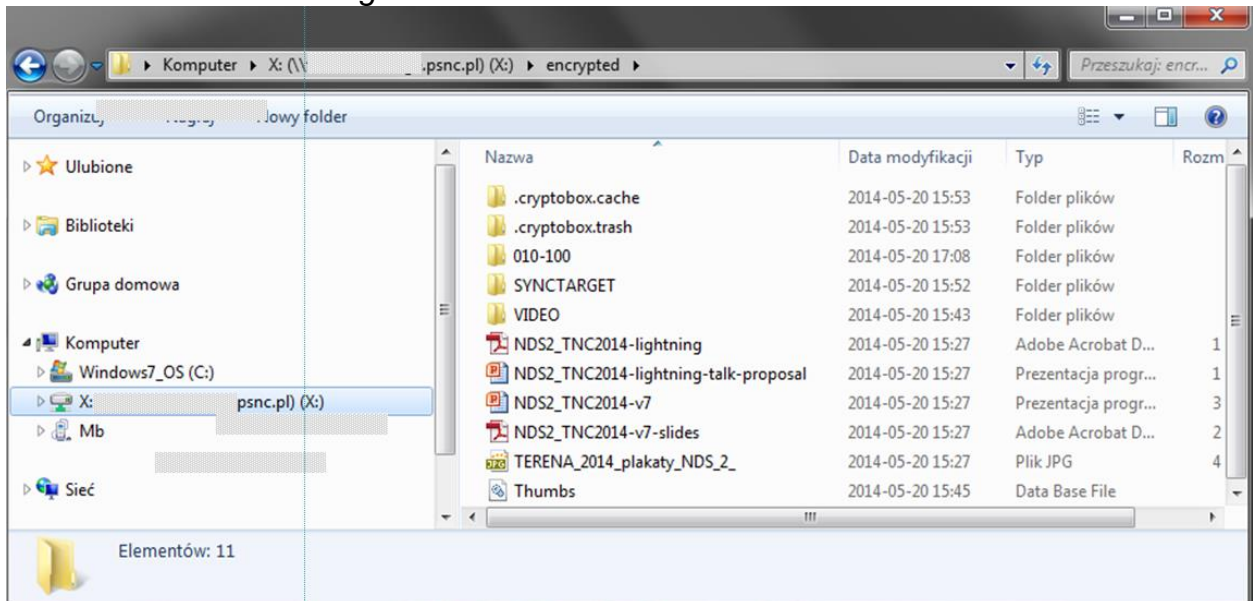 Komputer ▸ X: (\\ .psnc.pl) (X:) ▸ encrypted ▸ Przeszukaj: encr...
Nowy folder
Nazwa Data modyfikacji Typ Rozm
Ulubione
.cryptobox.cache 2014-05-20 15:53 Folder plików
.cryptobox.trash 2014-05-20 15:53 Folder plików
Biblioteki
010-100 2014-05-20 17:08 Folder plików
Grupa domowa
SYNCTARGET 2014-05-20 15:52 Folder plików
VIDEO 2014-05-20 15:43 Folder plików
Komputer
NDS2_TNC2014-lightning 2014-05-20 15:27 Adobe Acrobat D... 1
Windows7_OS (C:)
NDS2_TNC2014-lightning-talk-proposal 2014-05-20 15:27 Prezentacja progr... 1
X: psnc.pl) (X:)
NDS2_TNC2014-v7 2014-05-20 15:27 Prezentacja progr... 3
Mb
NDS2_TNC2014-v7-slides 2014-05-20 15:27 Adobe Acrobat D... 2
TERENA_2014_plakaty_NDS_2_ 2014-05-20 15:27 Plik JPG 4
Sieć
Thumbs 2014-05-20 15:45 Data Base File
Elementów: 11